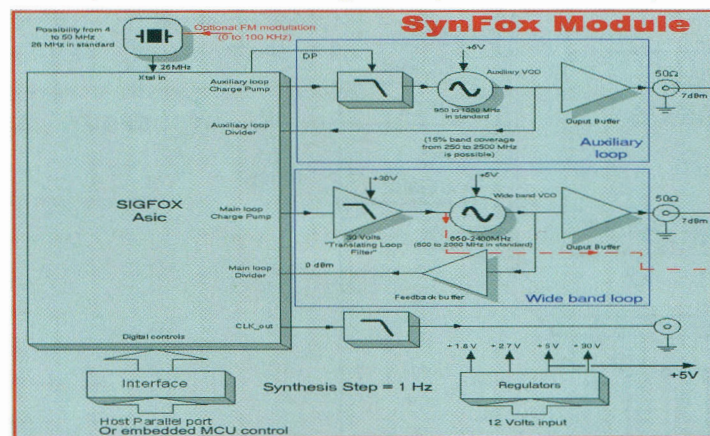 SynFox Module
Possibility from 4
to 50 MHz
26 MHz in standard
Optional FM modulation
(0 to 100 KHz)
26MHz
Xtal in
DP
+5V
Auxiliary loop
Charge Pump
Auxiliary VCO
50Ω
7dBm
950 to 1050 MHz
in standard
Ouput Buffer
Auxiliary loop
Divider
(15% band coverage
from 250 to 2500 MHz
is possible)
Auxiliary
loop
+30V
+5V
SIGFOX
Asic
Main loop
Charge Pump
Wide band VCO
50Ω
7dBm
30 Volts
"Translating Loop
Filter"
650-2400MHz
in standard)
Ouput Buffer
Main loop
Divider
0 dBm
Feedback buffer
Wide band loop
CLK_out
Digital controls
+ 1.8 V
+ 2.7 V
+ 5 V
+ 30 V
+5V
Interface
Synthesis Step = 1 Hz
Regulators
Host Parallel port
Or embedded MCU control
12 Volts input